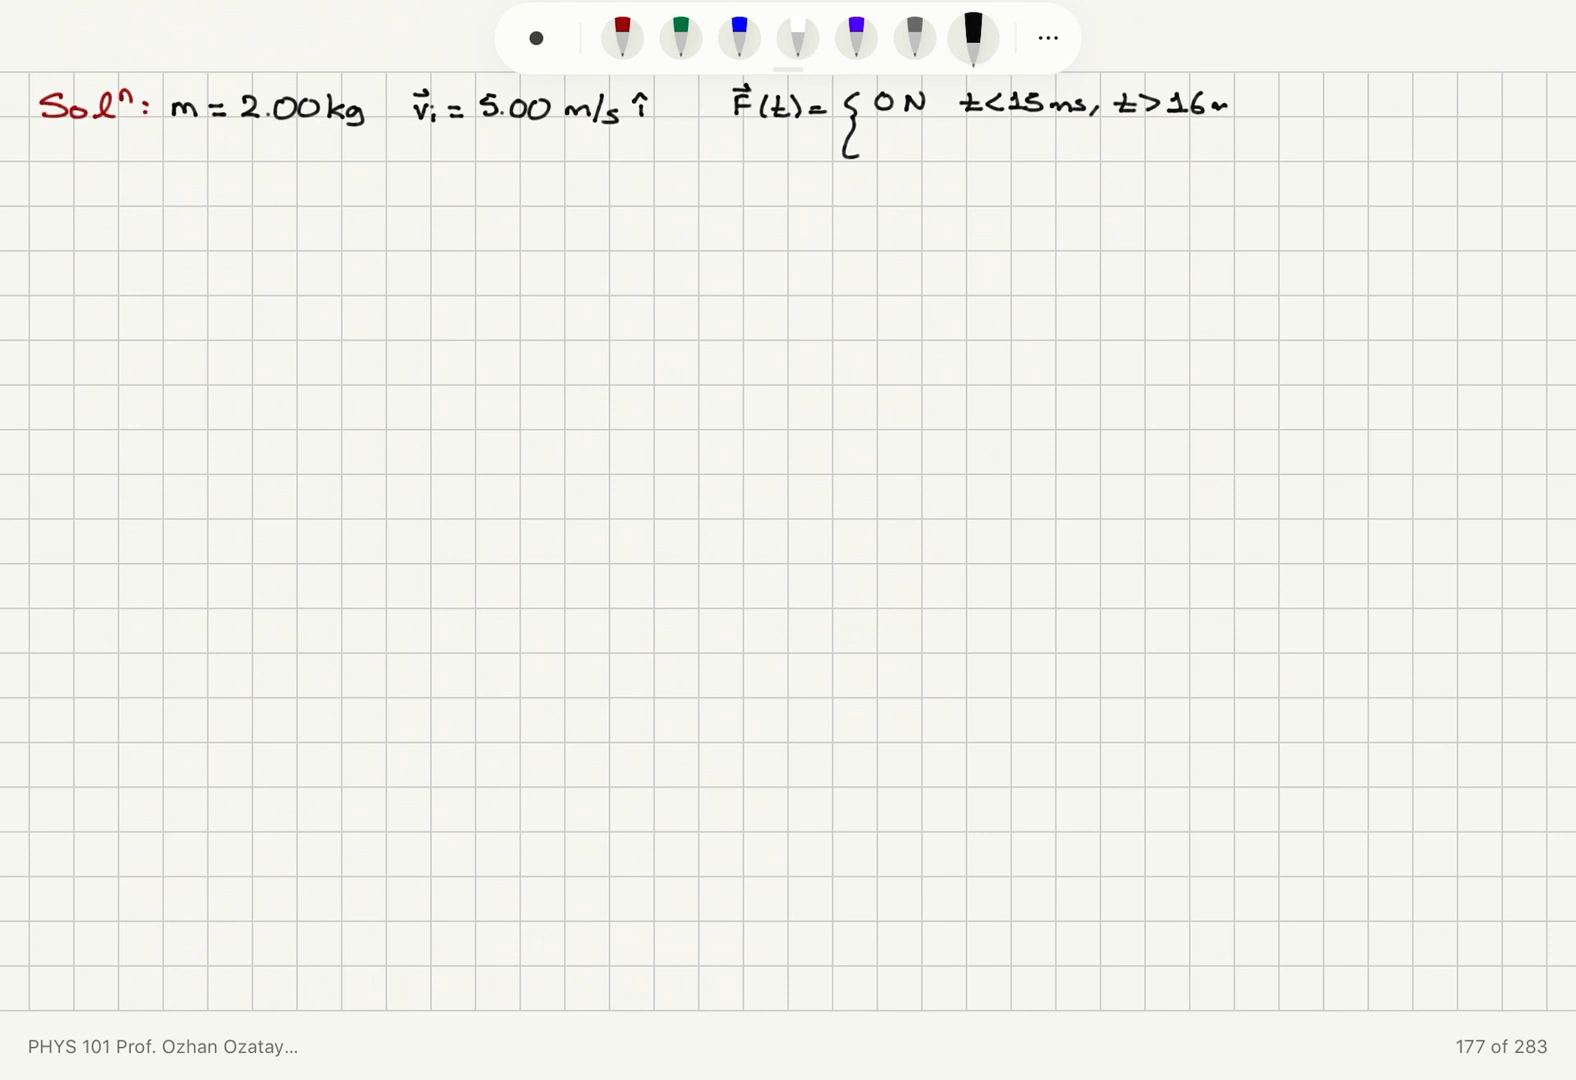 Solⁿ: m = 2.00 kg v⃗ᵢ = 5.00 m/s î F⃗(t) = { 0 N t<15 ms, t>16 m
PHYS 101 Prof. Ozhan Ozatay...
177 of 283